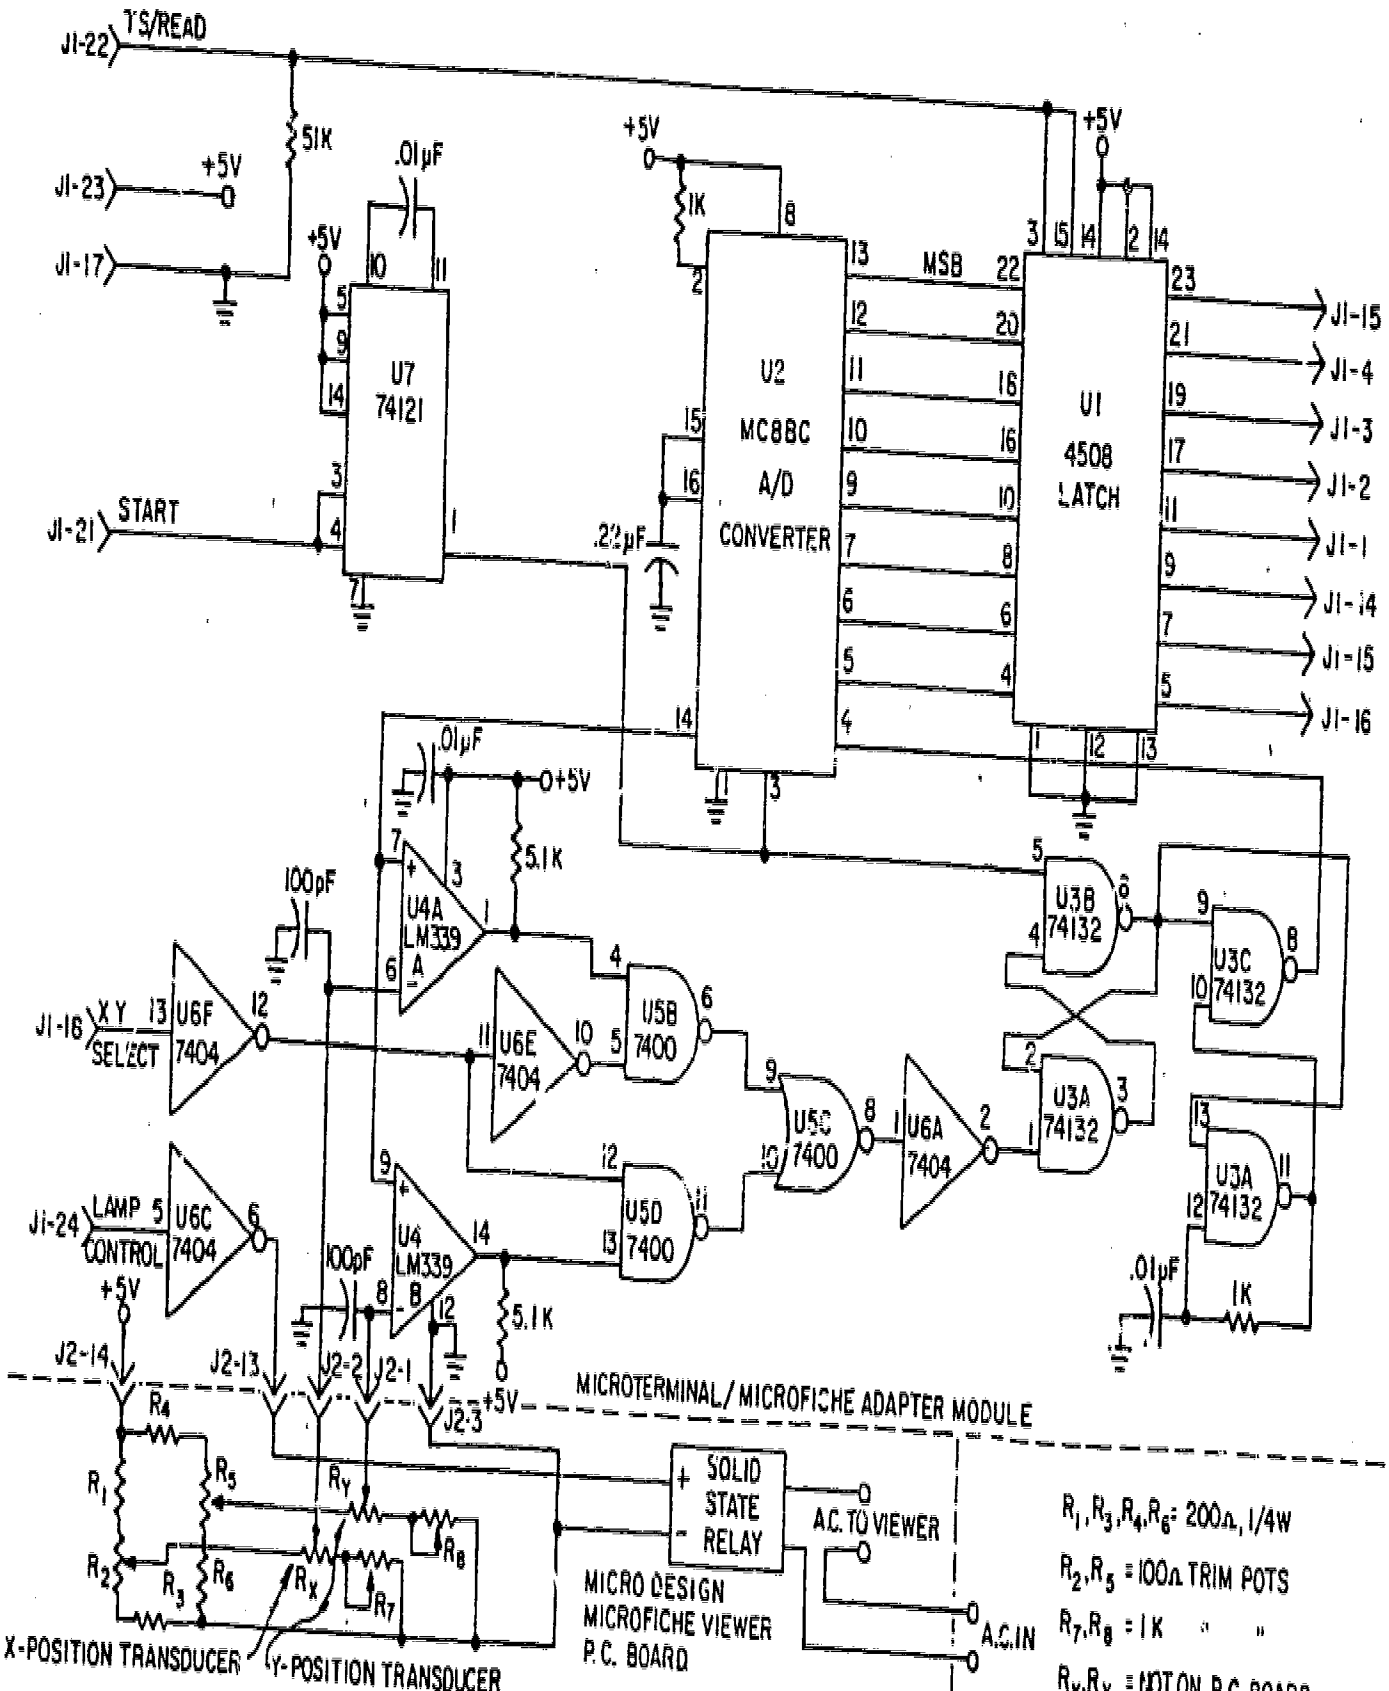 TS/READ
J1-22
51K
+5V
J1-23
J1-17
.01µF
+5V
10
11
5
9
14
U7
74121
3
4
1
7
START
J1-21
+5V
1K
8
2
U2
MC8BC
A/D
CONVERTER
15
16
.22µF
14
1
3
13
12
11
10
9
7
6
5
4
MSB
+5V
3
15
14
2
14
22
20
18
16
10
8
6
4
U1
4508
LATCH
23
21
19
17
11
9
7
5
1
12
13
J1-15
J1-4
J1-3
J1-2
J1-1
J1-14
J1-15
J1-16
.01µF
+5V
5.1K
7
+
3
U4A
LM339
A
-
6
1
100pF
J1-18
XY
SELECT
13
U6F
7404
12
11
U6E
7404
10
4
5
U5B
7400
6
12
13
U5D
7400
11
9
10
U5C
7400
8
1
U6A
7404
2
5
4
U3B
74132
6
2
1
U3A
74132
3
9
10
U3C
74132
8
13
12
U3A
74132
11
.01µF
1K
J1-24
LAMP
CONTROL
5
U6C
7404
6
9
+
U4
LM339
B
-
8
14
12
100pF
5.1K
+5V
+5V
J2-14
J2-13
J2-2
J2-1
J2-3
MICROTERMINAL/MICROFICHE ADAPTER MODULE
R4
R1
R5
R2
R3
R6
RY
RX
R8
R7
X-POSITION TRANSDUCER
Y-POSITION TRANSDUCER
+
-
SOLID
STATE
RELAY
A.C. TO VIEWER
A.C. IN
MICRO DESIGN
MICROFICHE VIEWER
P.C. BOARD
R1,R3,R4,R6= 200Ω, 1/4W
R2,R5 =100Ω TRIM POTS
R7,R8 = 1K " "
= NOT ON P.C. BOARD